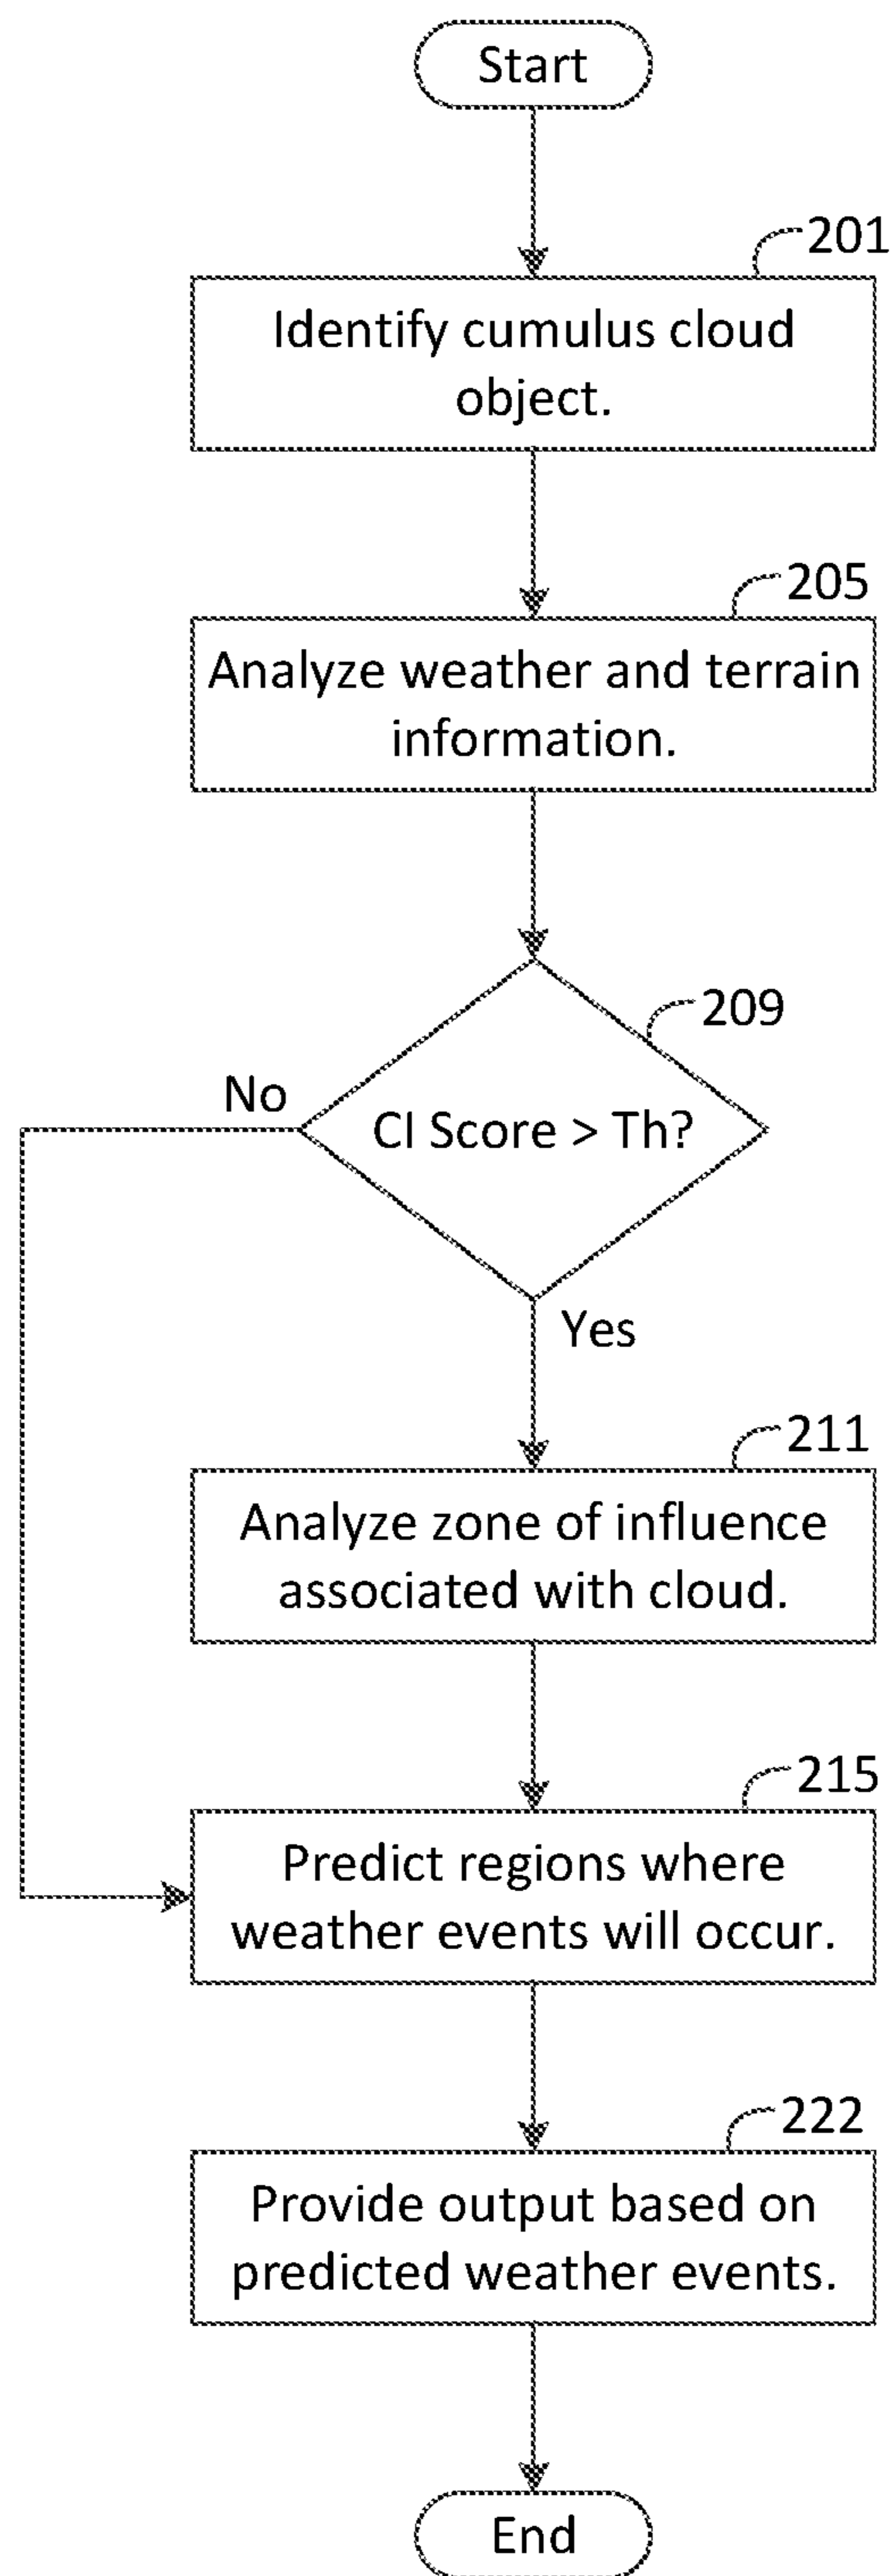 Start
201
Identify cumulus cloud
object.
205
Analyze weather and terrain
information.
209
No
CI Score > Th?
Yes
211
Analyze zone of influence
associated with cloud.
215
Predict regions where
weather events will occur.
222
Provide output based on
predicted weather events.
End